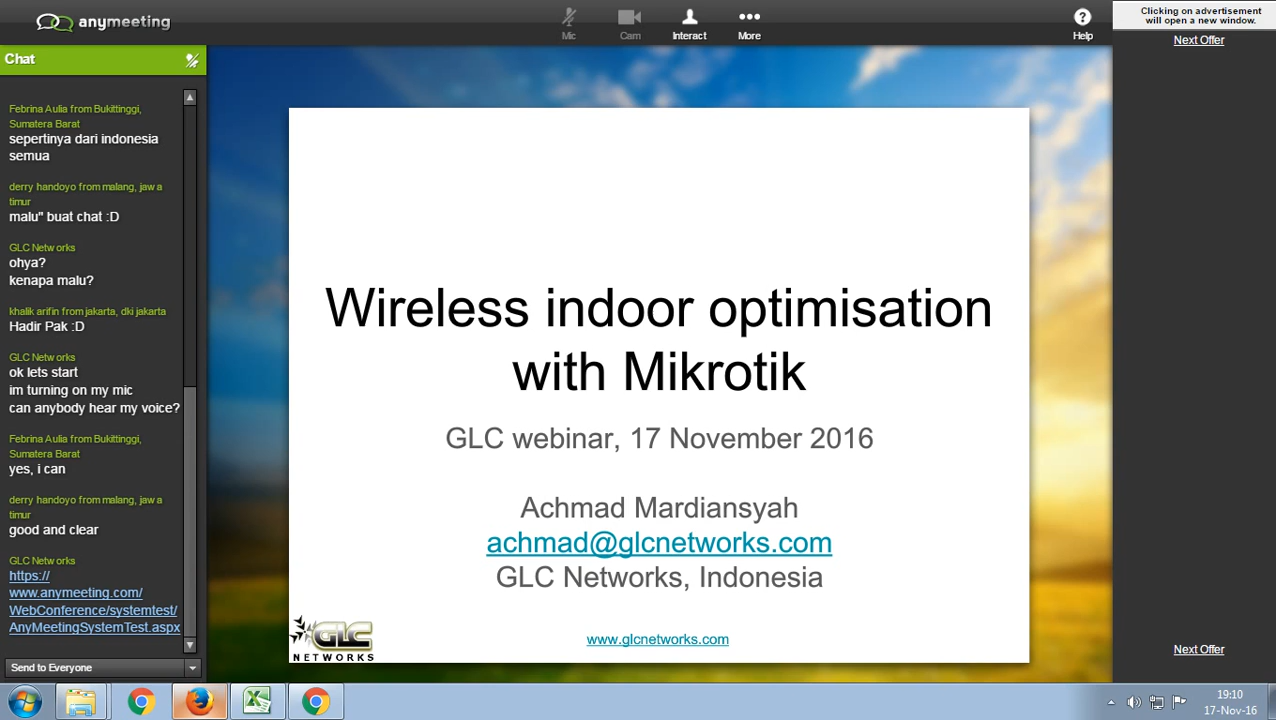 anymeeting
Mic
Cam
Interact
More
Help
Clicking on advertisement
will open a new window.
Next Offer
Chat
Febrina Aulia from Bukittinggi,
Sumatera Barat
sepertinya dari indonesia
semua
derry handoyo from malang, jawa
timur
malu" buat chat :D
GLC Networks
ohya?
kenapa malu?
khalik arifin from jakarta, dki jakarta
Hadir Pak :D
GLC Networks
ok lets start
im turning on my mic
can anybody hear my voice?
Febrina Aulia from Bukittinggi,
Sumatera Barat
yes, i can
derry handoyo from malang, jawa
timur
good and clear
GLC Networks
https://
www.anymeeting.com/
WebConference/systemtest/
AnyMeetingSystemTest.aspx
Send to Everyone
Wireless indoor optimisation
with Mikrotik
GLC webinar, 17 November 2016
Achmad Mardiansyah
achmad@glcnetworks.com
GLC Networks, Indonesia
GLC
NETWORKS
www.glcnetworks.com
Next Offer
19:10
17-Nov-16